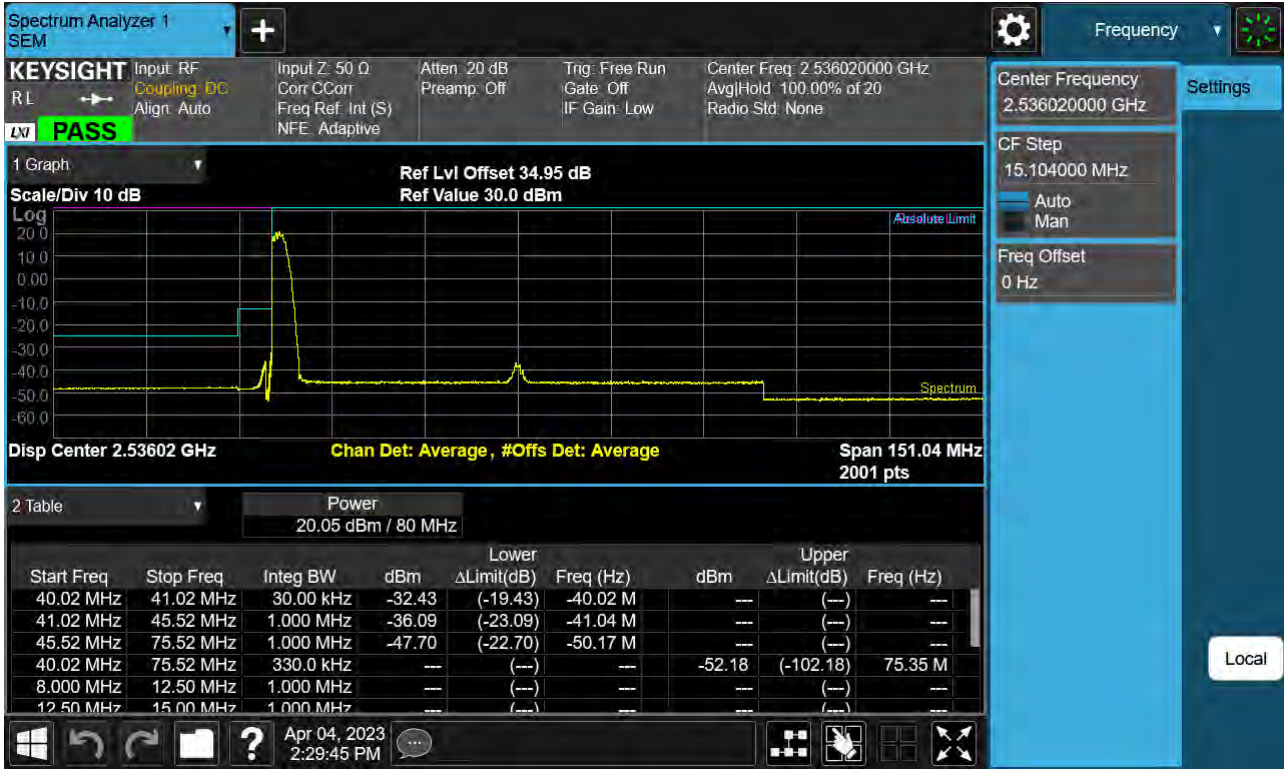 Spectrum Analyzer 1
SEM
+
Frequency
KEYSIGHT
R L
LXI
PASS
Input: RF
Coupling: DC
Align: Auto
Input Z: 50 Ω
Corr CCorr
Freq Ref: Int (S)
NFE: Adaptive
Atten: 20 dB
Preamp: Off
Trig: Free Run
Gate: Off
IF Gain: Low
Center Freq: 2.536020000 GHz
Avg|Hold: 100.00% of 20
Radio Std: None
Center Frequency
2.536020000 GHz
Settings
CF Step
15.104000 MHz
Auto
Man
Freq Offset
0 Hz
Local
1 Graph
Scale/Div 10 dB
Ref Lvl Offset 34.95 dB
Ref Value 30.0 dBm
Log
Absolute Limit
20.0
10.0
0.00
-10.0
-20.0
-30.0
-40.0
-50.0
-60.0
Spectrum
Disp Center 2.53602 GHz
Chan Det: Average, #Offs Det: Average
Span 151.04 MHz
2001 pts
2 Table
Power
20.05 dBm / 80 MHz
Lower Upper
Start Freq Stop Freq Integ BW dBm ΔLimit(dB) Freq (Hz) dBm ΔLimit(dB) Freq (Hz)
40.02 MHz 41.02 MHz 30.00 kHz -32.43 (-19.43) -40.02 M --- (---) ---
41.02 MHz 45.52 MHz 1.000 MHz -36.09 (-23.09) -41.04 M --- (---) ---
45.52 MHz 75.52 MHz 1.000 MHz -47.70 (-22.70) -50.17 M --- (---) ---
40.02 MHz 75.52 MHz 330.0 kHz --- (---) --- -52.18 (-102.18) 75.35 M
8.000 MHz 12.50 MHz 1.000 MHz --- (---) --- --- (---) ---
12.50 MHz 15.00 MHz 1.000 MHz --- (---) --- --- (---) ---
?
Apr 04, 2023
2:29:45 PM